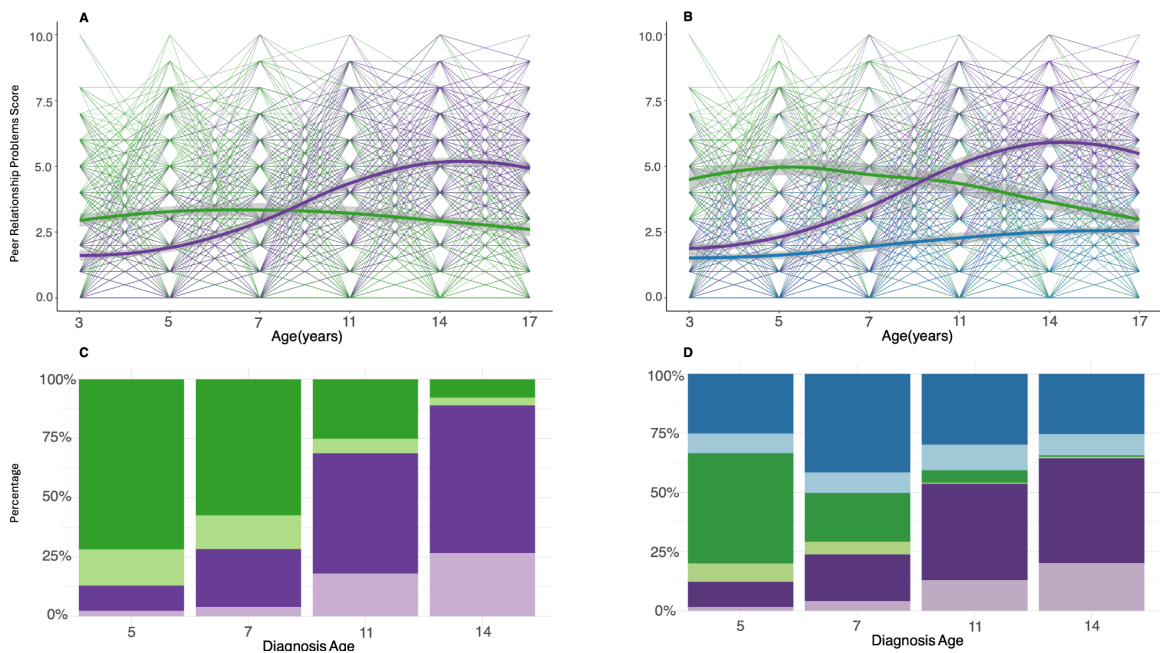 A
Peer Relationship Problems Score
10.0
7.5
5.0
2.5
0.0
3 5 7 11 14 17
Age(years)
B
10.0
7.5
5.0
2.5
0.0
3 5 7 11 14 17
Age(years)
C
Percentage
100%
75%
50%
25%
0%
5 7 11 14
Diagnosis Age
D
100%
75%
50%
25%
0%
5 7 11 14
Diagnosis Age